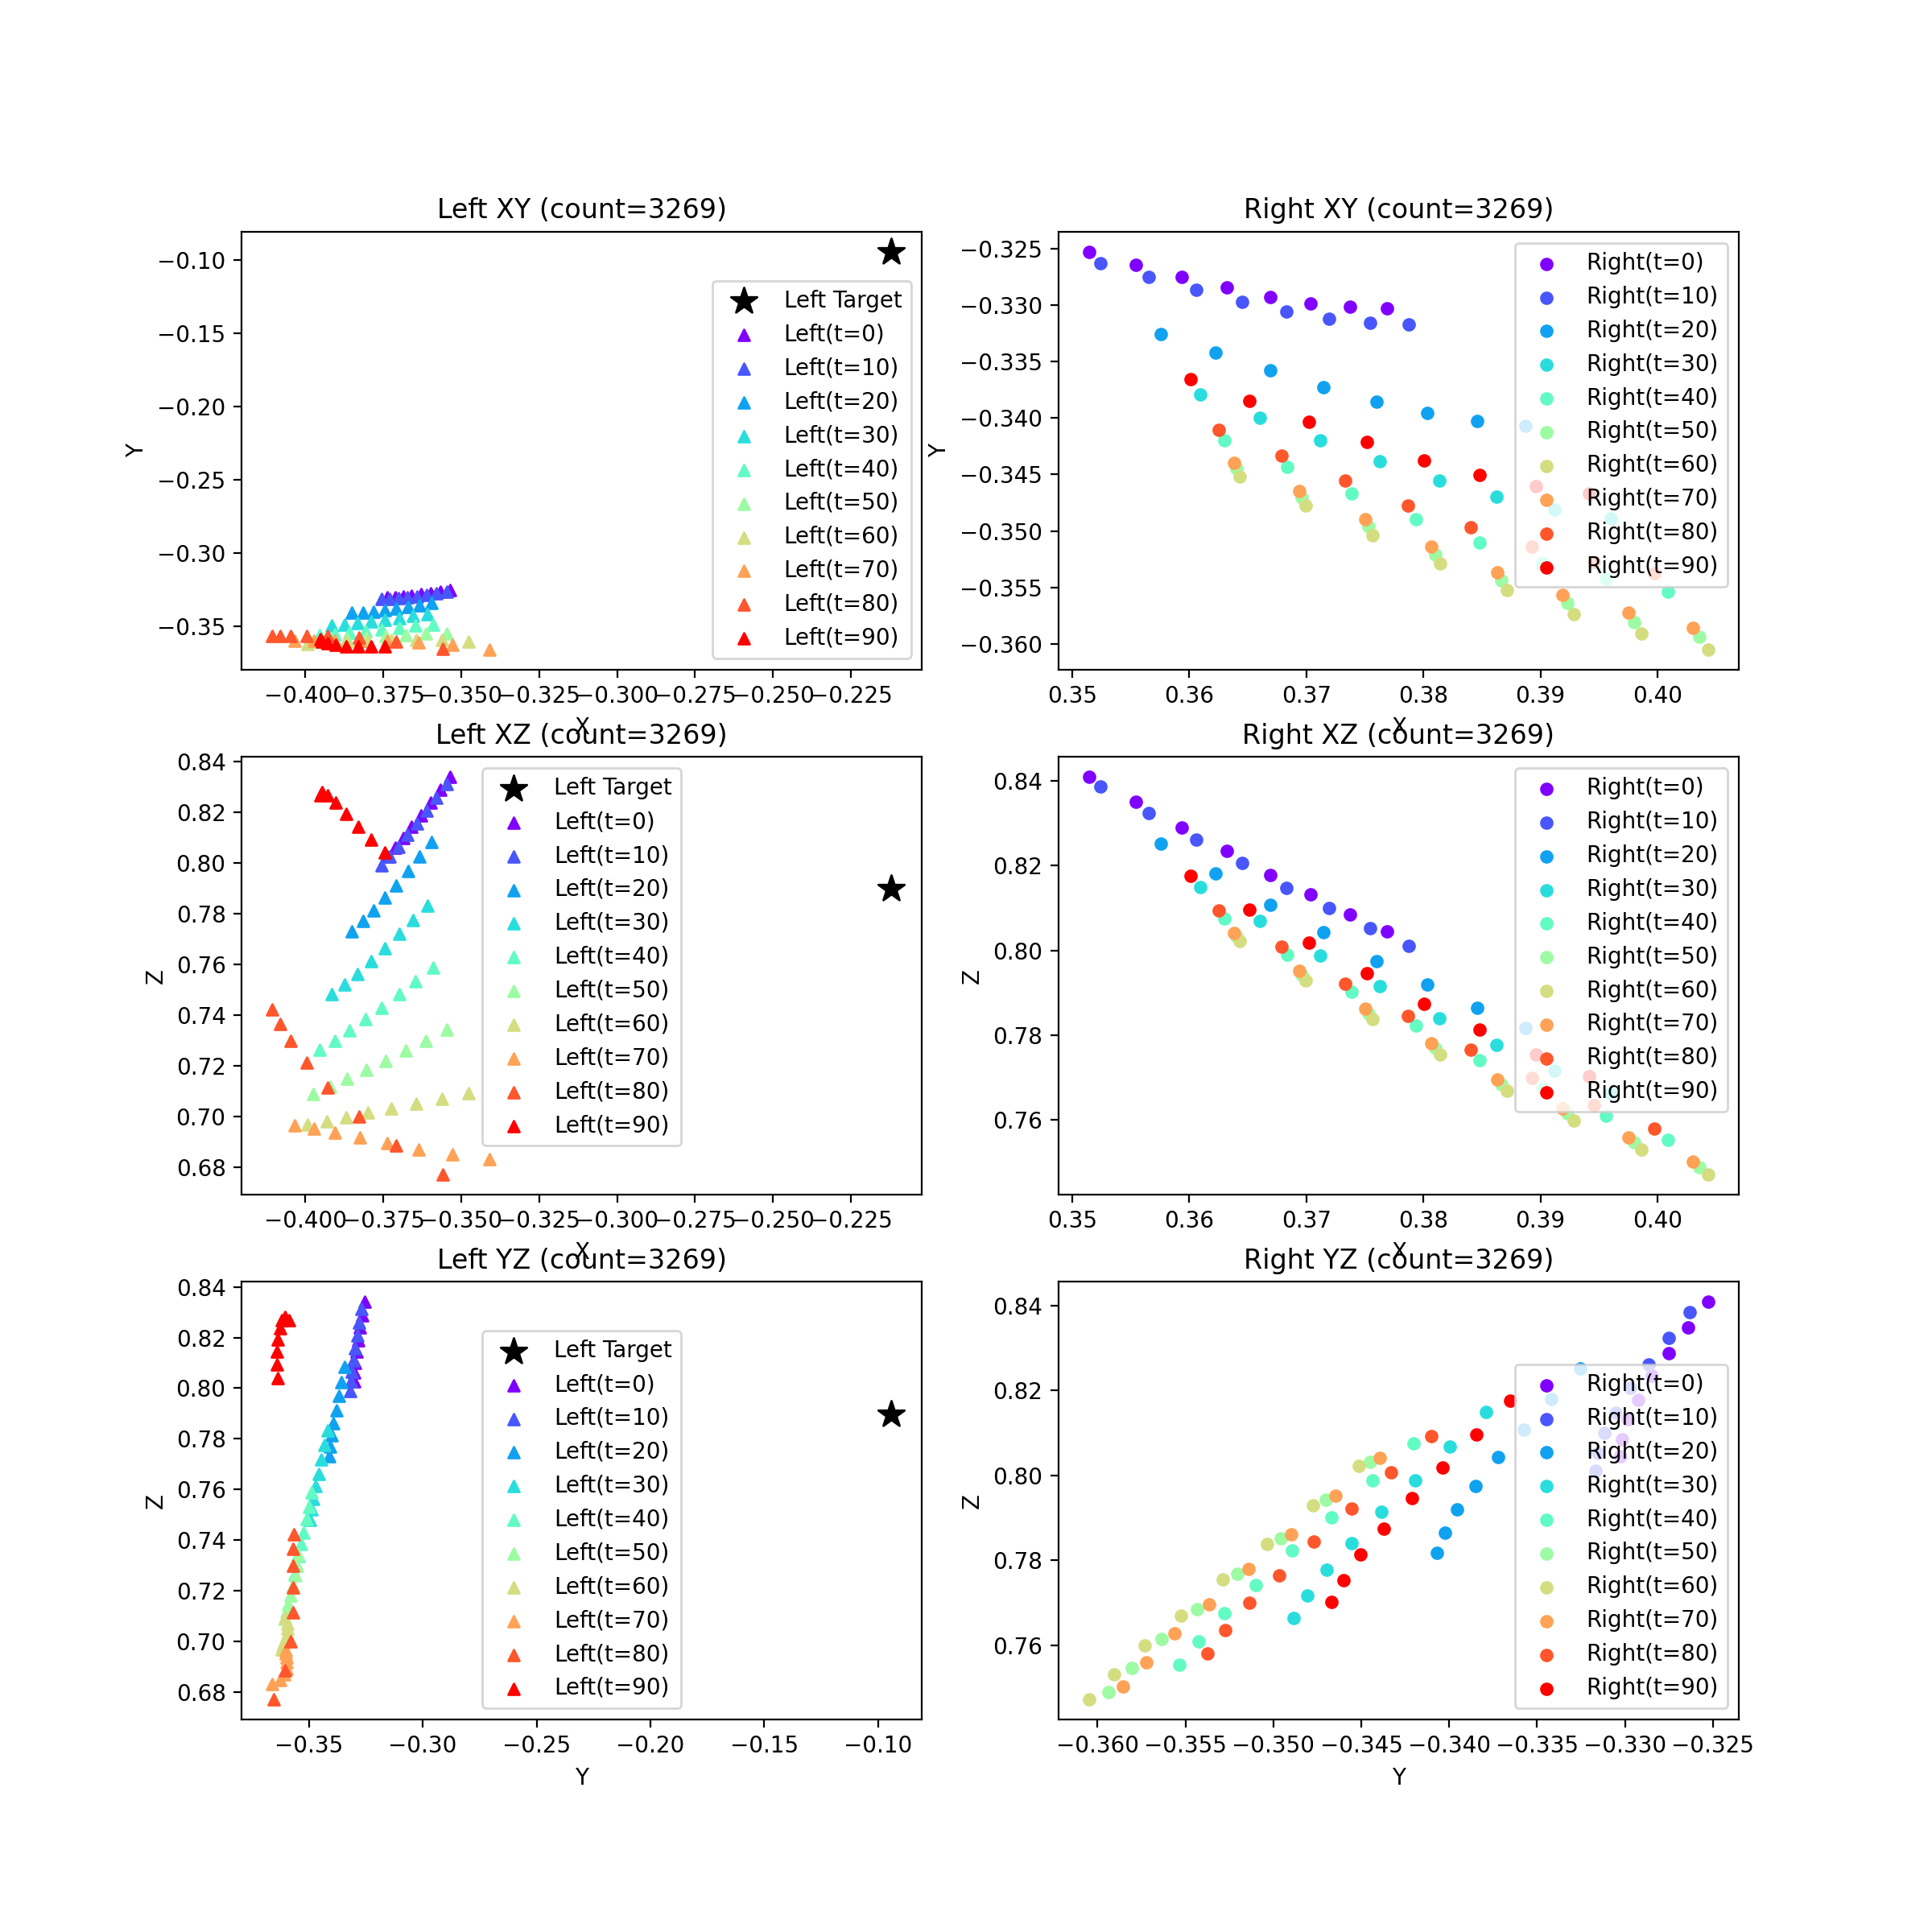 Left XY (count=3269)
Y
−0.10
−0.15
−0.20
−0.25
−0.30
−0.35
Left Target
Left(t=0)
Left(t=10)
Left(t=20)
Left(t=30)
Left(t=40)
Left(t=50)
Left(t=60)
Left(t=70)
Left(t=80)
Left(t=90)
−0.400 −0.375 −0.350 −0.325 −0.300 −0.275 −0.250 −0.225
X
Right XY (count=3269)
Y
−0.325
−0.330
−0.335
−0.340
−0.345
−0.350
−0.355
−0.360
Right(t=0)
Right(t=10)
Right(t=20)
Right(t=30)
Right(t=40)
Right(t=50)
Right(t=60)
Right(t=70)
Right(t=80)
Right(t=90)
0.35 0.36 0.37 0.38 0.39 0.40
X
Left XZ (count=3269)
Z
0.84
0.82
0.80
0.78
0.76
0.74
0.72
0.70
0.68
Left Target
Left(t=0)
Left(t=10)
Left(t=20)
Left(t=30)
Left(t=40)
Left(t=50)
Left(t=60)
Left(t=70)
Left(t=80)
Left(t=90)
−0.400 −0.375 −0.350 −0.325 −0.300 −0.275 −0.250 −0.225
X
Right XZ (count=3269)
Z
0.84
0.82
0.80
0.78
0.76
Right(t=0)
Right(t=10)
Right(t=20)
Right(t=30)
Right(t=40)
Right(t=50)
Right(t=60)
Right(t=70)
Right(t=80)
Right(t=90)
0.35 0.36 0.37 0.38 0.39 0.40
X
Left YZ (count=3269)
Z
0.84
0.82
0.80
0.78
0.76
0.74
0.72
0.70
0.68
Left Target
Left(t=0)
Left(t=10)
Left(t=20)
Left(t=30)
Left(t=40)
Left(t=50)
Left(t=60)
Left(t=70)
Left(t=80)
Left(t=90)
−0.35 −0.30 −0.25 −0.20 −0.15 −0.10
Y
Right YZ (count=3269)
Z
0.84
0.82
0.80
0.78
0.76
Right(t=0)
Right(t=10)
Right(t=20)
Right(t=30)
Right(t=40)
Right(t=50)
Right(t=60)
Right(t=70)
Right(t=80)
Right(t=90)
−0.360 −0.355 −0.350 −0.345 −0.340 −0.335 −0.330 −0.325
Y